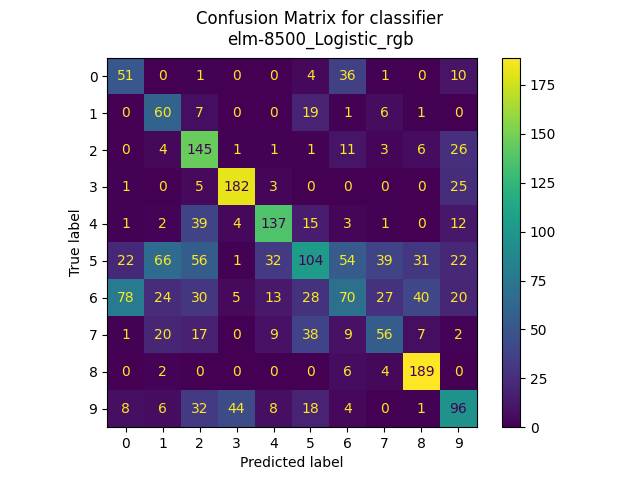 Confusion Matrix for classifier
elm-8500_Logistic_rgb
0 51 0 1 0 0 4 36 1 0 10
1 0 60 7 0 0 19 1 6 1 0
2 0 4 145 1 1 1 11 3 6 26
3 1 0 5 182 3 0 0 0 0 25
4 1 2 39 4 137 15 3 1 0 12
5 22 66 56 1 32 104 54 39 31 22
6 78 24 30 5 13 28 70 27 40 20
7 1 20 17 0 9 38 9 56 7 2
8 0 2 0 0 0 0 6 4 189 0
9 8 6 32 44 8 18 4 0 1 96
0 1 2 3 4 5 6 7 8 9
Predicted label
True label
175
150
125
100
75
50
25
0